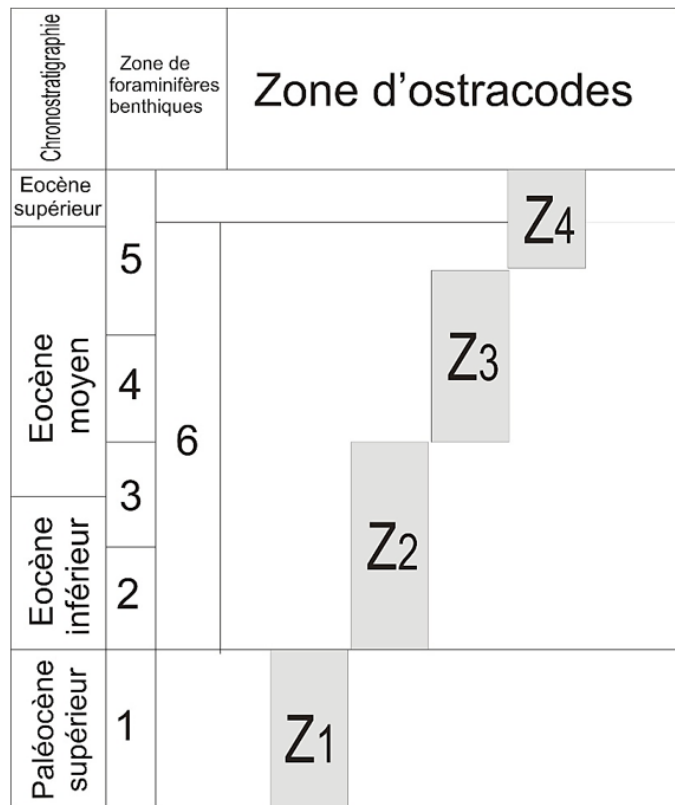 Chronostratigraphie
Zone de
foraminifères
benthiques
Zone d'ostracodes
Eocène
supérieur
5
Z4
Eocène
moyen
4
Z3
6
3
Eocène
inférieur
2
Z2
Paléocène
supérieur
1
Z1